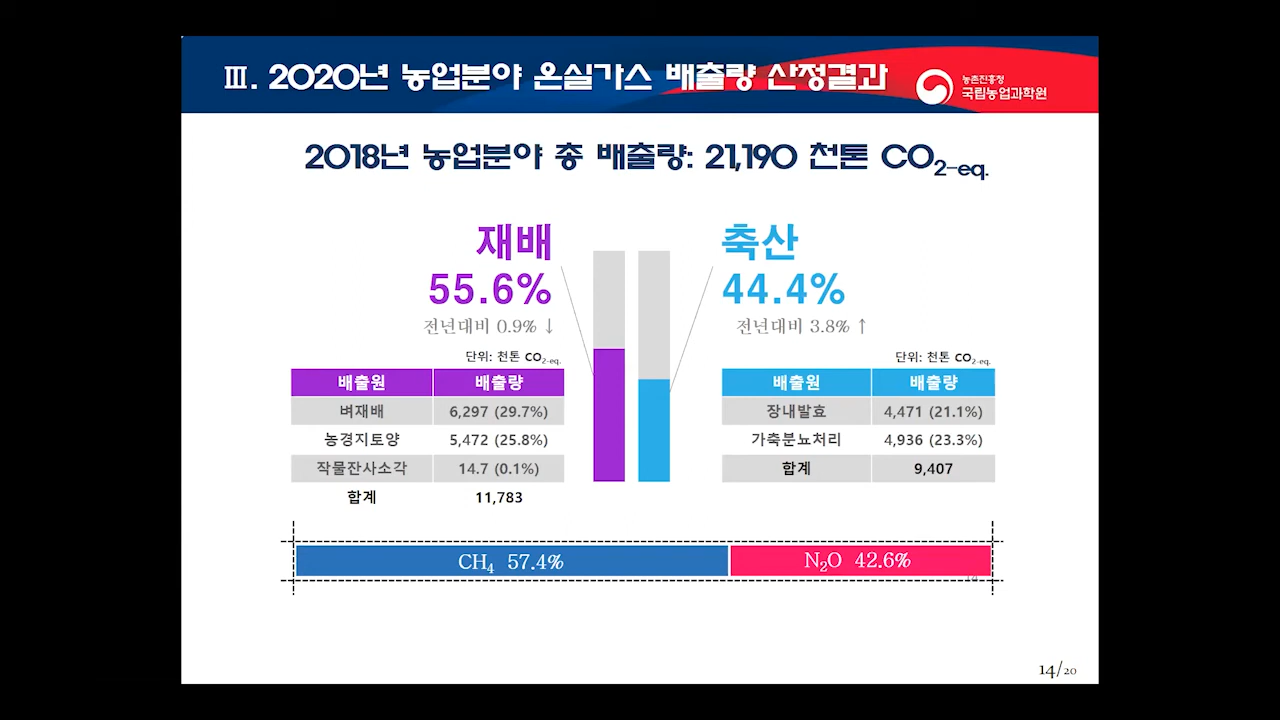 Ⅲ. 2020년 농업분야 온실가스 배출량 산정결과
농촌진흥청
국립농업과학원
2018년 농업분야 총 배출량: 21,190 천톤 CO2-eq.
재배
55.6%
전년대비 0.9% ↓
축산
44.4%
전년대비 3.8% ↑
단위: 천톤 CO2-eq.
배출원 배출량
벼재배 6,297 (29.7%)
농경지토양 5,472 (25.8%)
작물잔사소각 14.7 (0.1%)
합계 11,783
단위: 천톤 CO2-eq.
배출원 배출량
장내발효 4,471 (21.1%)
가축분뇨처리 4,936 (23.3%)
합계 9,407
CH4 57.4%
N2O 42.6%
14/20